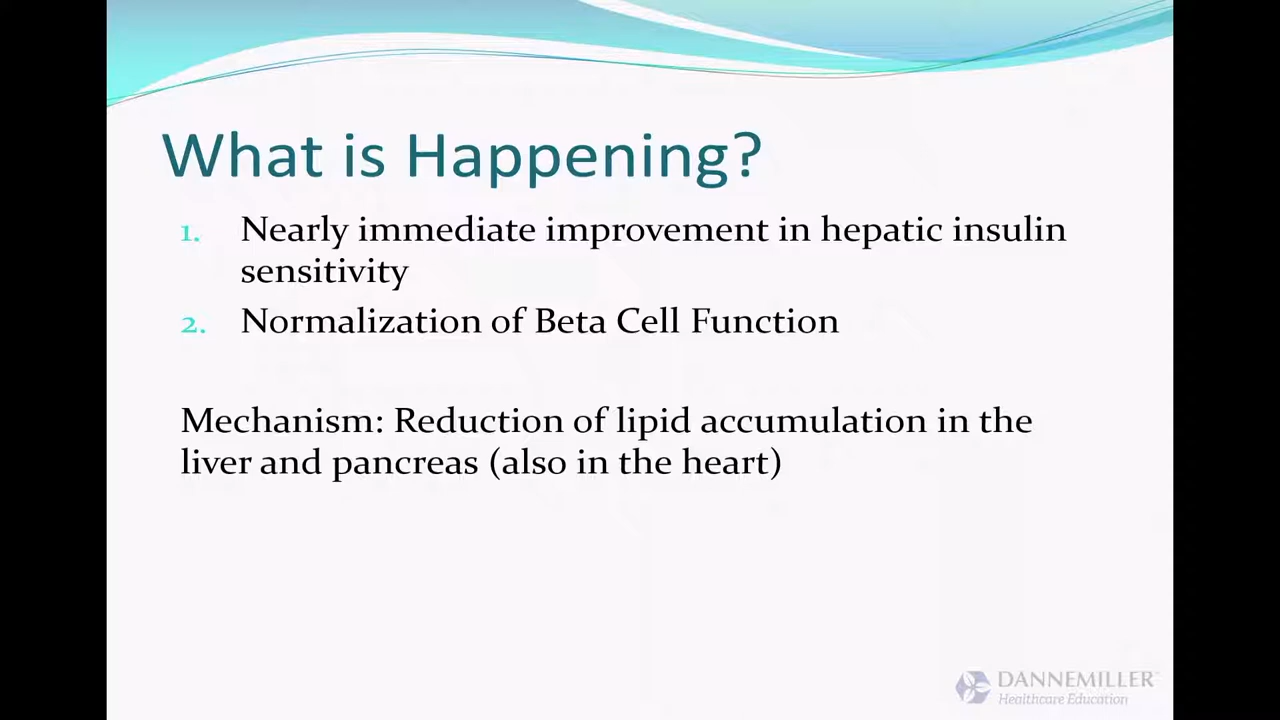 What is Happening?
1. Nearly immediate improvement in hepatic insulin
sensitivity
2. Normalization of Beta Cell Function
Mechanism: Reduction of lipid accumulation in the
liver and pancreas (also in the heart)
DANNEMILLER
Healthcare Education